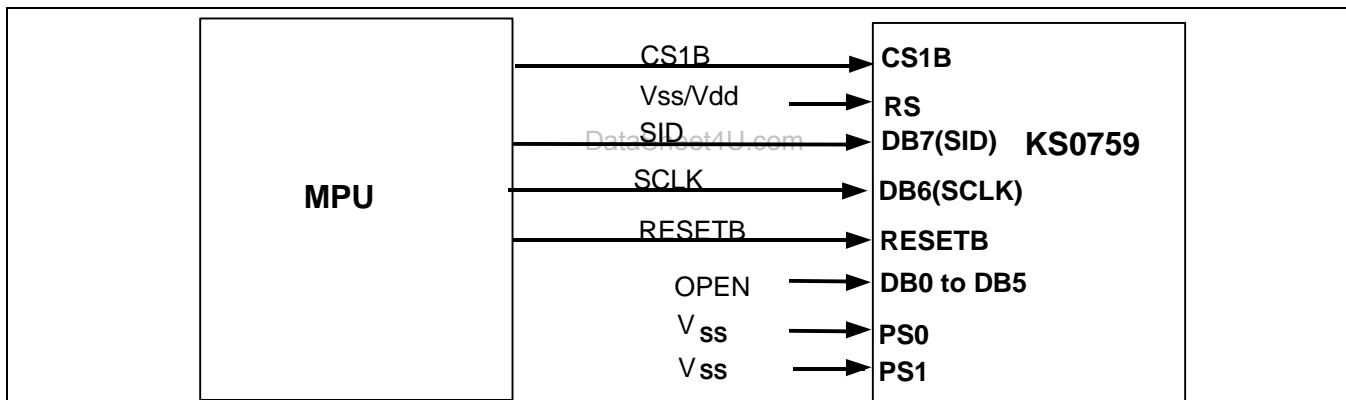 CS1B CS1B
Vss/Vdd RS
SID DB7(SID) KS0759
DataSheet4U.com
SCLK DB6(SCLK)
MPU
RESETB RESETB
OPEN DB0 to DB5
Vss PS0
Vss PS1